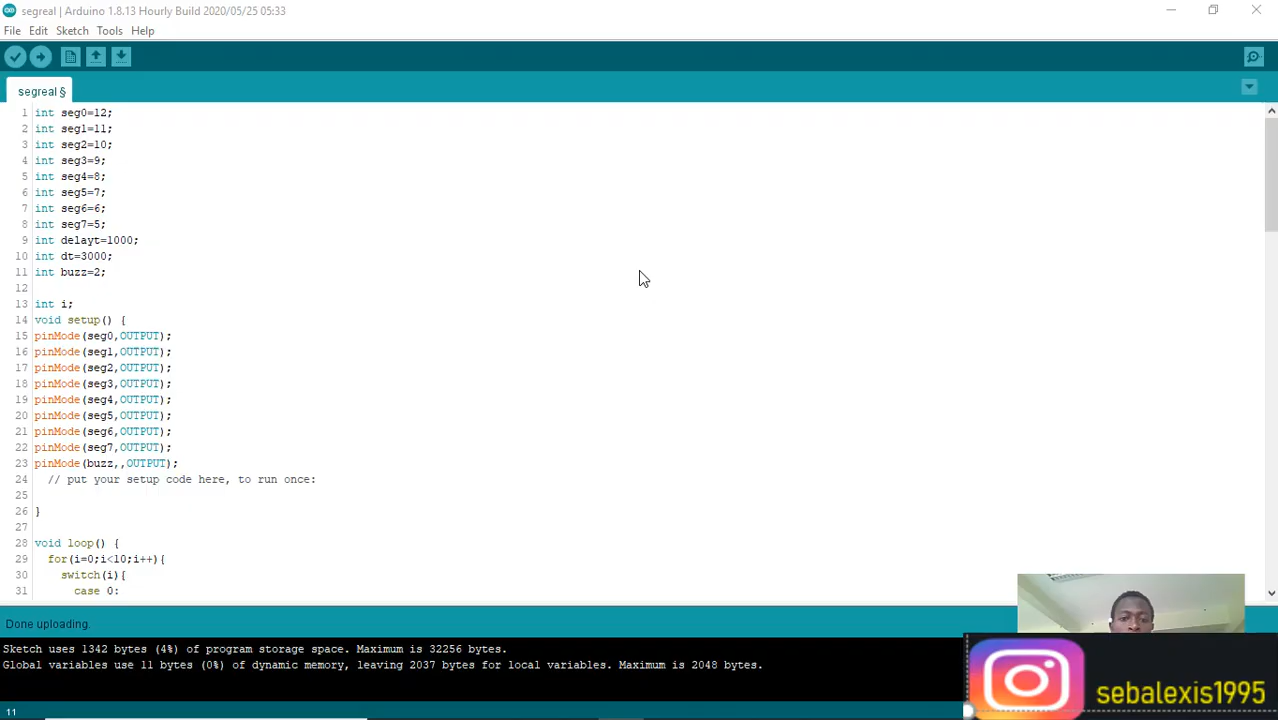 segreal | Arduino 1.8.13 Hourly Build 2020/05/25 05:33
File Edit Sketch Tools Help
segreal §
1 int seg0=12;
2 int seg1=11;
3 int seg2=10;
4 int seg3=9;
5 int seg4=8;
6 int seg5=7;
7 int seg6=6;
8 int seg7=5;
9 int delayt=1000;
10 int dt=3000;
11 int buzz=2;
12
13 int i;
14 void setup() {
15 pinMode(seg0,OUTPUT);
16 pinMode(seg1,OUTPUT);
17 pinMode(seg2,OUTPUT);
18 pinMode(seg3,OUTPUT);
19 pinMode(seg4,OUTPUT);
20 pinMode(seg5,OUTPUT);
21 pinMode(seg6,OUTPUT);
22 pinMode(seg7,OUTPUT);
23 pinMode(buzz,,OUTPUT);
24 // put your setup code here, to run once:
25
26 }
27
28 void loop() {
29 for(i=0;i<10;i++){
30 switch(i){
31 case 0:
Done uploading.
Sketch uses 1342 bytes (4%) of program storage space. Maximum is 32256 bytes.
Global variables use 11 bytes (0%) of dynamic memory, leaving 2037 bytes for local variables. Maximum is 2048 bytes.
sebalexis1995
11